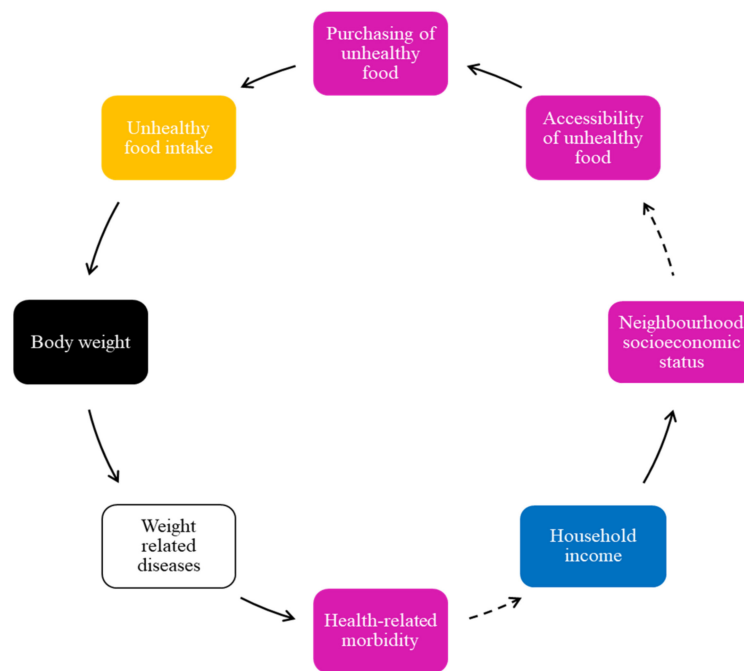 Purchasing of
unhealthy
food
Unhealthy
food intake
Accessibility
of unhealthy
food
Body weight
Neighbourhood
socioeconomic
status
Weight
related
diseases
Household
income
Health-related
morbidity